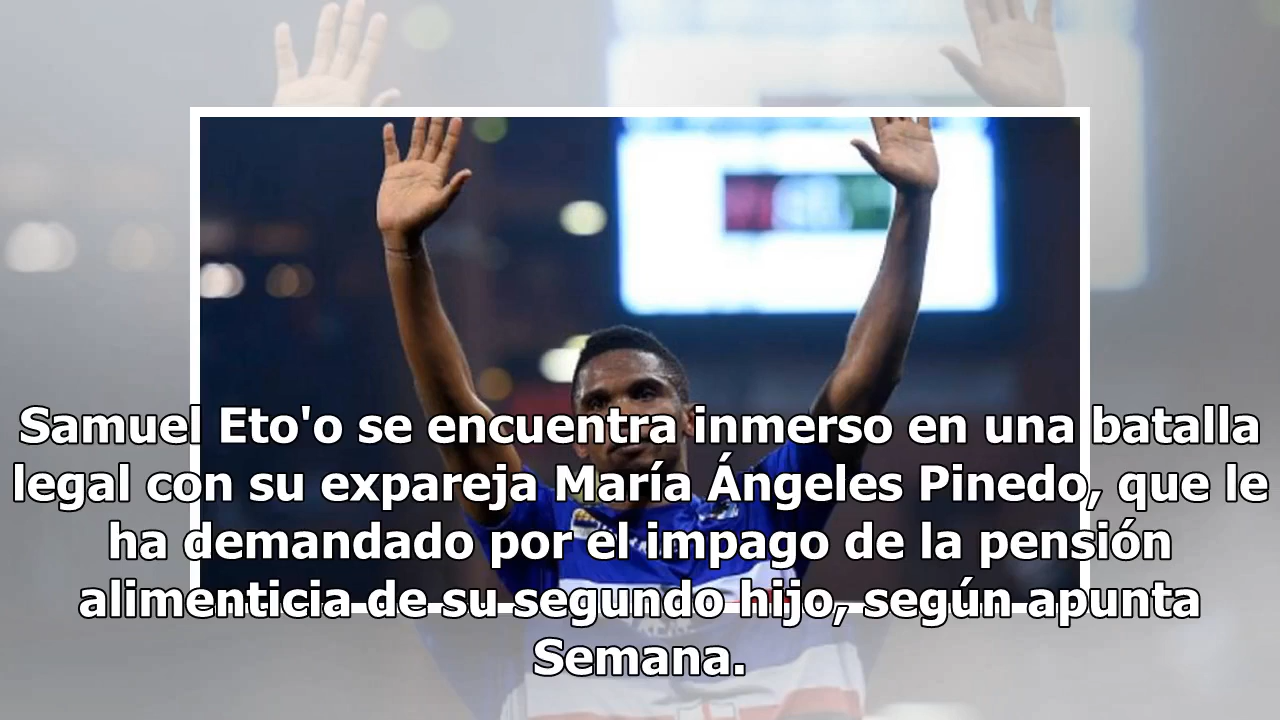 Samuel Eto'o se encuentra inmerso en una batalla
legal con su expareja María Ángeles Pinedo, que le
ha demandado por el impago de la pensión
alimenticia de su segundo hijo, según apunta
Semana.